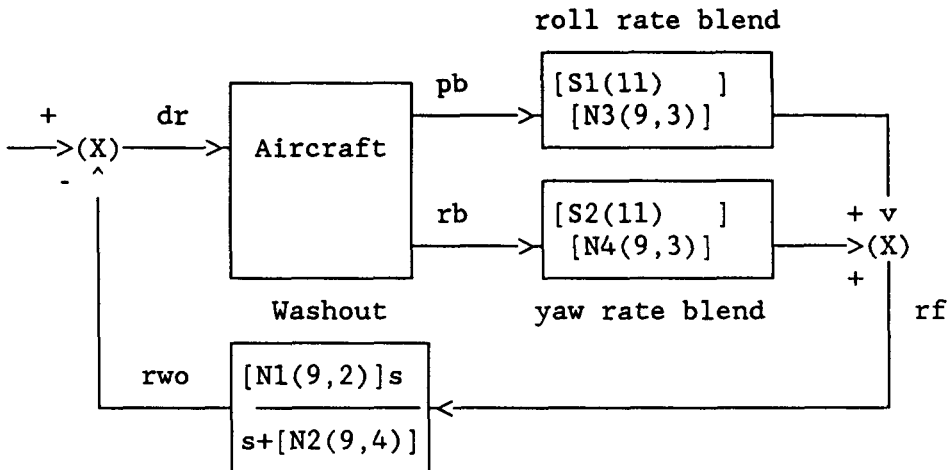 roll rate blend
pb
[S1(11) ]
[N3(9,3)]
+
dr
->(X)
- ^
Aircraft
rb
[S2(11) ]
[N4(9,3)]
+ v
->(X)
+
Washout
yaw rate blend
rf
rwo
[N1(9,2)]s
s+[N2(9,4)]